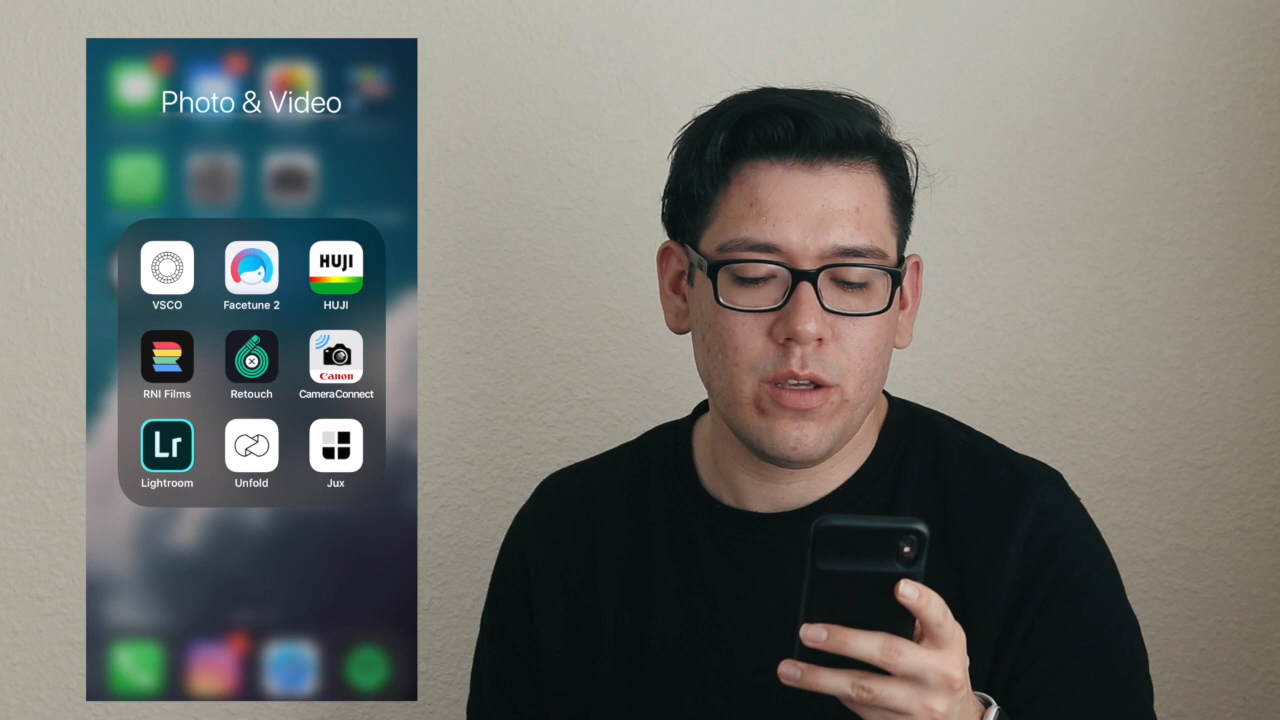 Photo & Video
HUJI
VSCO
Facetune 2
HUJI
Canon
RNI Films
Retouch
CameraConnect
Lr
Lightroom
Unfold
Jux